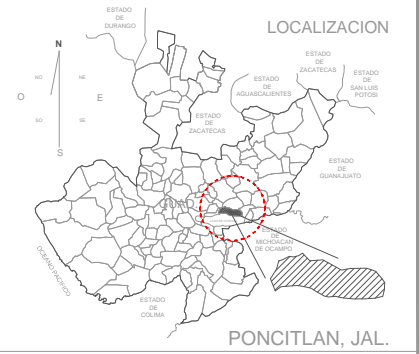 LOCALIZACION
ESTADO
DE
DURANGO
N
NO
NE
O
E
SO
SE
S
ESTADO
DE
ZACATECAS
ESTADO
DE
SAN LUIS
POTOSI
ESTADO
DE
AGUASCALIENTES
ESTADO
DE
ZACATECAS
ESTADO
DE
GUANAJUATO
GUAD
ESTADO
DE
MICHOACAN
DE OCAMPO
OCEANO PACIFICO
ESTADO
DE
COLIMA
PONCITLAN, JAL.